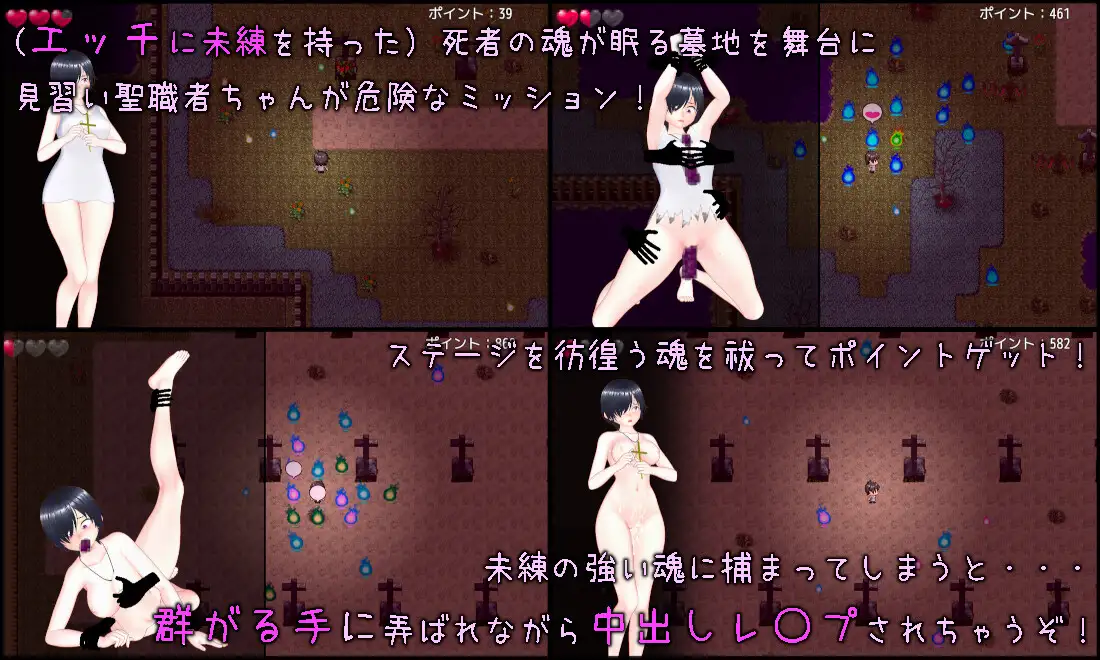 ポイント：39
ポイント：461
（エッチに未練を持った）死者の魂が眠る墓地を舞台に
見習い聖職者ちゃんが危険なミッション！
ポイント：582
ステージを彷徨う魂を祓ってポイントゲット！
未練の強い魂に捕まってしまうと・・・
群がる手に弄ばれながら中出しレ〇プされちゃうぞ！